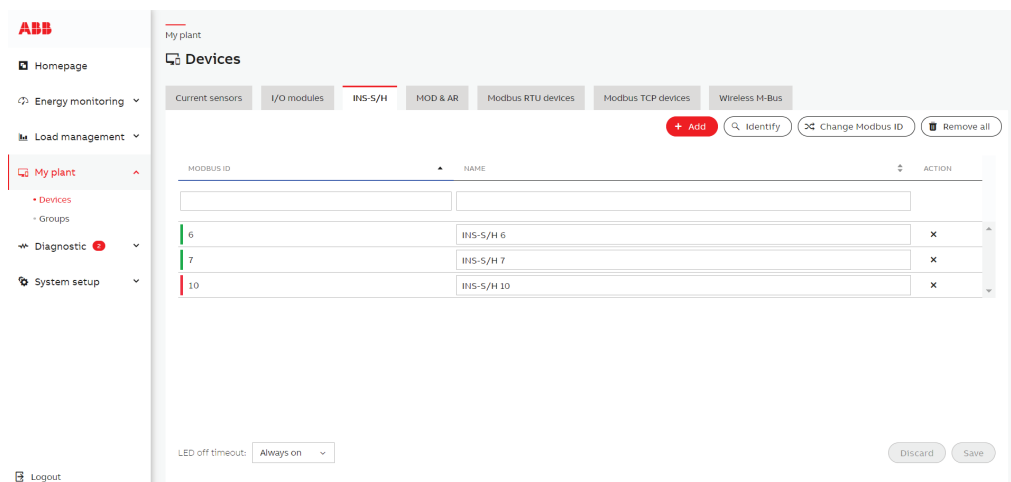 ABB
Homepage
Energy monitoring
Load management
My plant
Devices
Groups
Diagnostic 2
System setup
Logout
My plant
Devices
Current sensors I/O modules INS-S/H MOD & AR Modbus RTU devices Modbus TCP devices Wireless M-Bus
+ Add Identify Change Modbus ID Remove all
MODBUS ID NAME ACTION
6 INS-S/H 6 ×
7 INS-S/H 7 ×
10 INS-S/H 10 ×
LED off timeout: Always on Discard Save